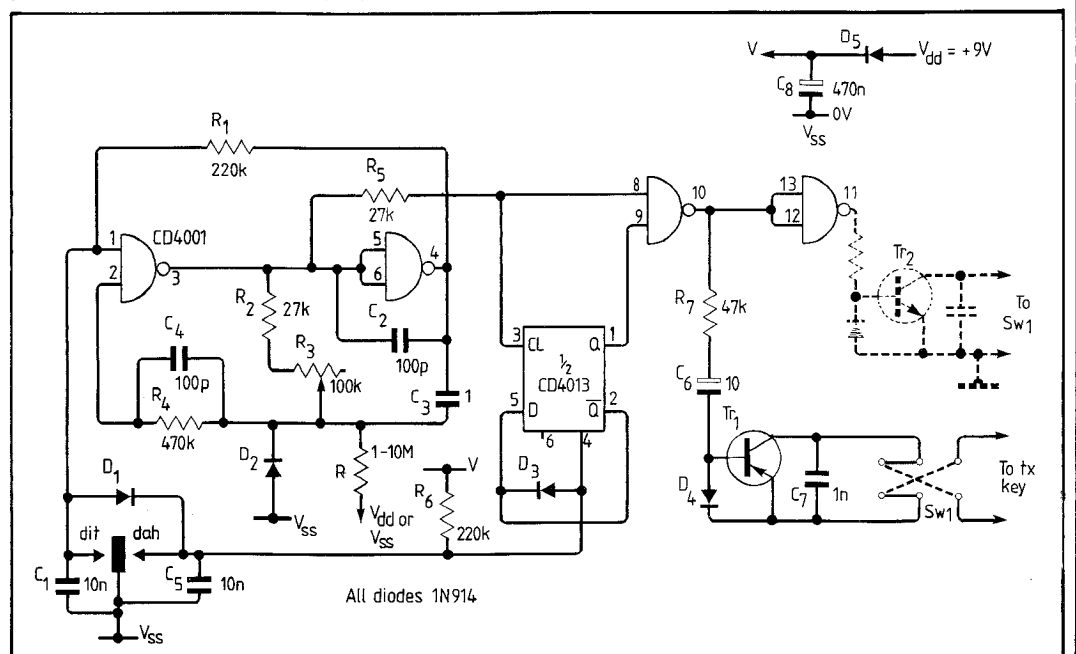 V
D5
Vdd = +9V
C8 470n
0V
Vss
R1
220k
R5
27k
8
9
10
13
12
11
1
2
CD4001
3
5
6
4
R2 27k
C2
100p
Tr2
To
Sw1
R7 47k
C4
100p
R3
100k
C3 1
R4
470k
3 CL Q 1
½
CD4013
5 D Q̅ 2
6 4
C6 10
Tr1
D1
D2
Vss
R 1-10M
Vdd or
Vss
V
R6
220k
D3
D4
C7 1n
Sw1
To tx
key
dit dah
C1 10n
C5 10n
Vss
All diodes 1N914